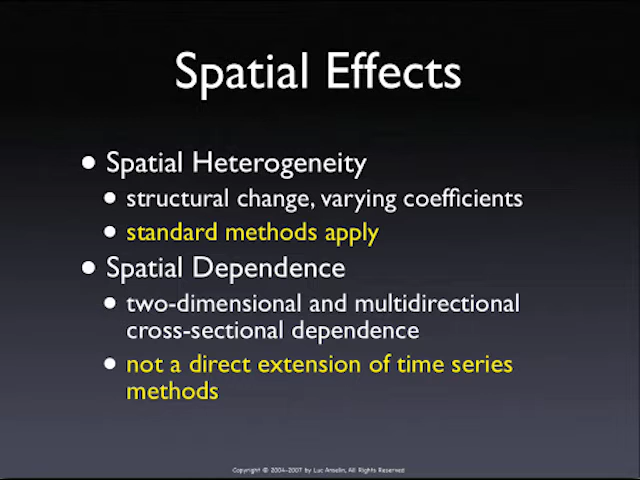 Spatial Effects
• Spatial Heterogeneity
• structural change, varying coefficients
• standard methods apply
• Spatial Dependence
• two-dimensional and multidirectional
cross-sectional dependence
• not a direct extension of time series
methods
Copyright © 2004-2007 by Luc Anselin, All Rights Reserved